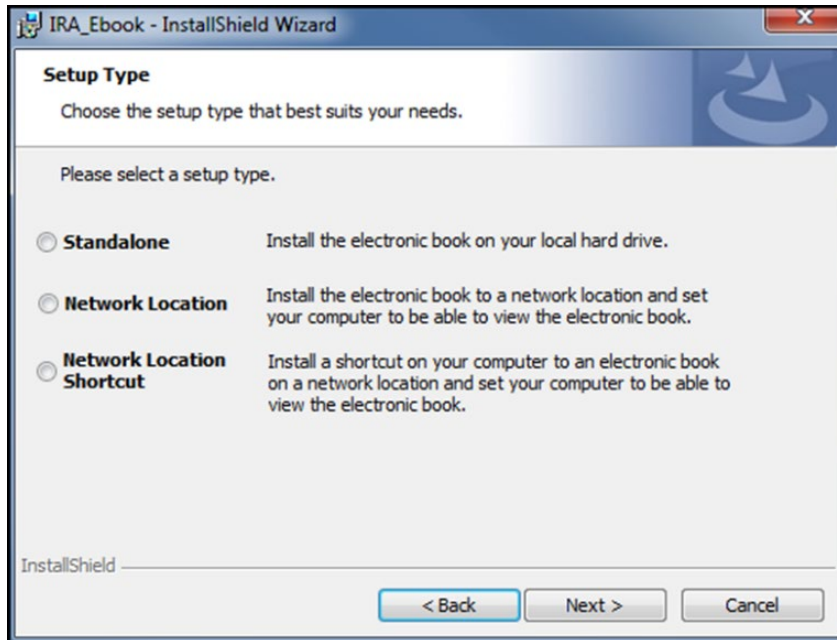 IRA_Ebook - InstallShield Wizard
Setup Type
Choose the setup type that best suits your needs.
Please select a setup type.
Standalone
Install the electronic book on your local hard drive.
Network Location
Install the electronic book to a network location and set
your computer to be able to view the electronic book.
Network Location
Shortcut
Install a shortcut on your computer to an electronic book
on a network location and set your computer to be able to
view the electronic book.
InstallShield
< Back
Next >
Cancel